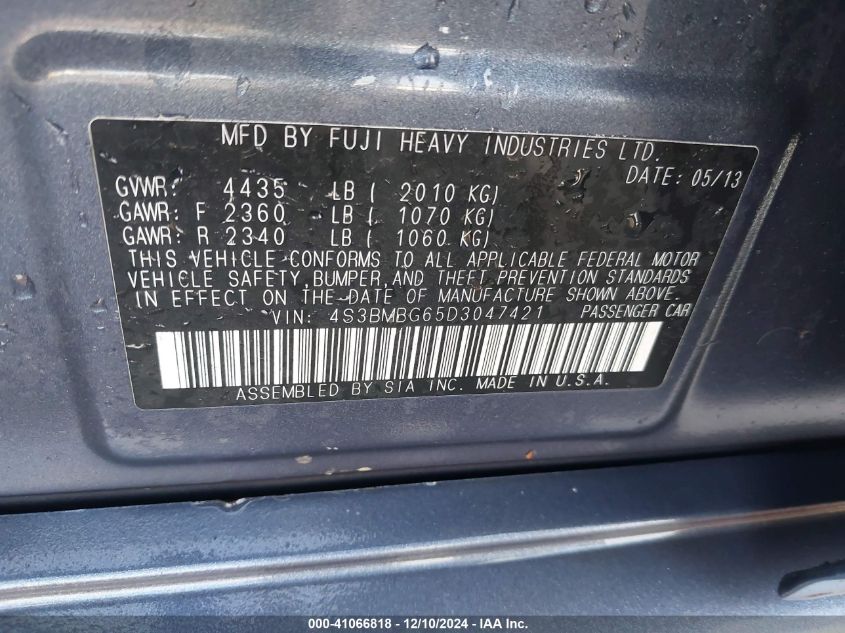 MFD BY FUJI HEAVY INDUSTRIES LTD.
DATE: 05/13
GVWR: 4435 LB ( 2010 KG)
GAWR: F 2360 LB ( 1070 KG)
GAWR: R 2340 LB ( 1060 KG)
THIS VEHICLE CONFORMS TO ALL APPLICABLE FEDERAL MOTOR
VEHICLE SAFETY, BUMPER, AND THEFT PREVENTION STANDARDS
IN EFFECT ON THE DATE OF MANUFACTURE SHOWN ABOVE.
VIN: 4S3BMBG65D3047421 PASSENGER CAR
ASSEMBLED BY SIA INC. MADE IN U.S.A.
000-41066818 - 12/10/2024 - IAA Inc.